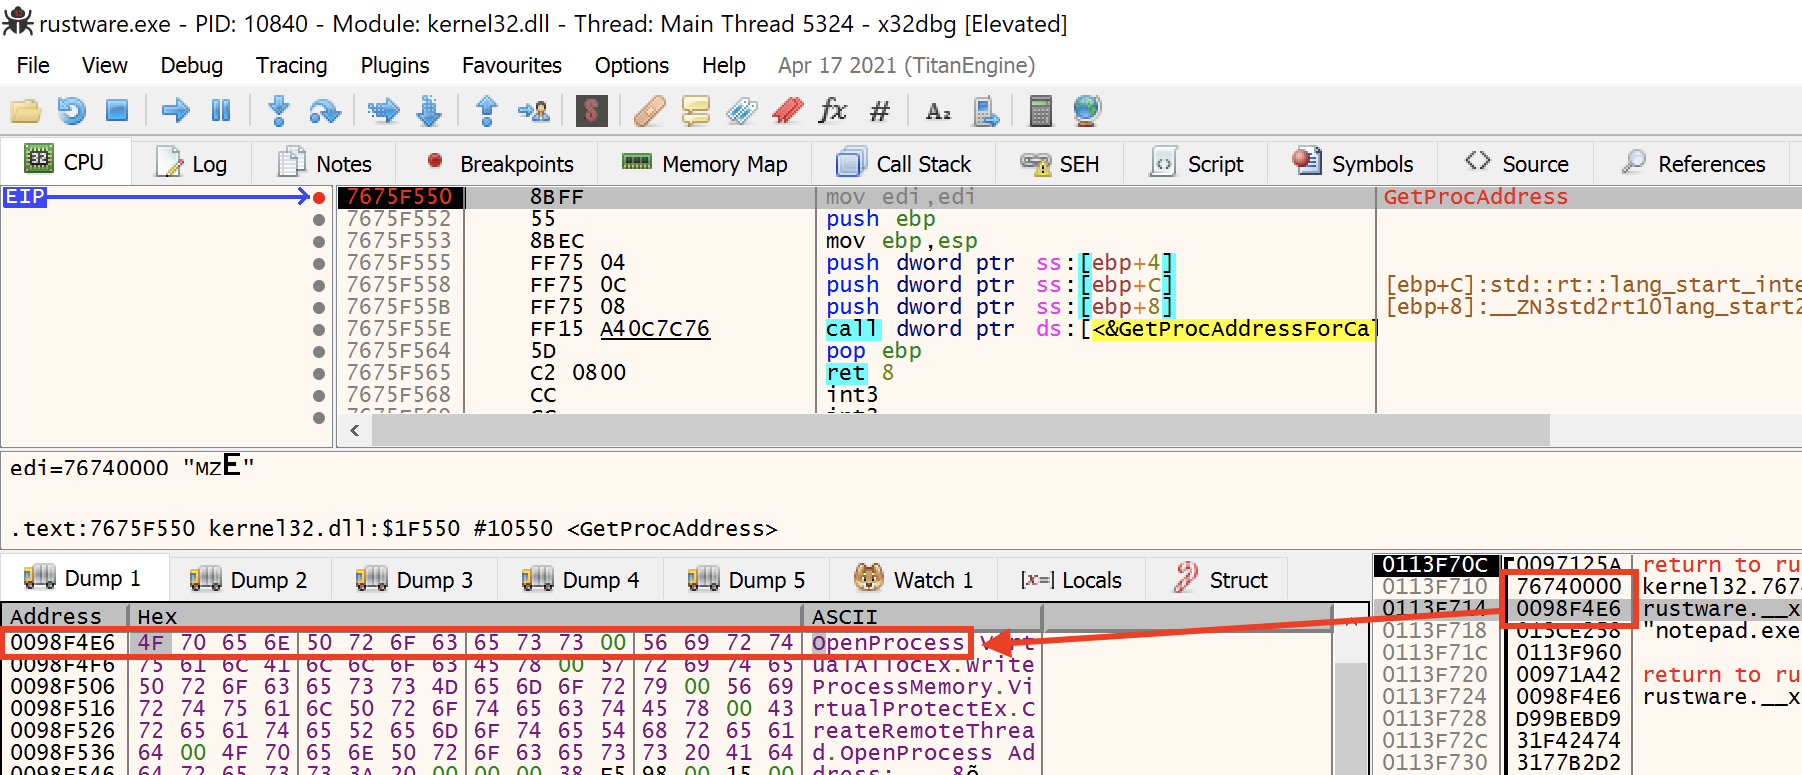 rustware.exe - PID: 10840 - Module: kernel32.dll - Thread: Main Thread 5324 - x32dbg [Elevated]
File View Debug Tracing Plugins Favourites Options Help Apr 17 2021 (TitanEngine)
CPU Log Notes Breakpoints Memory Map Call Stack SEH Script Symbols Source References
EIP 7675F550 8BFF mov edi,edi GetProcAddress
7675F552 55 push ebp
7675F553 8BEC mov ebp,esp
7675F555 FF75 04 push dword ptr ss:[ebp+4]
7675F558 FF75 0C push dword ptr ss:[ebp+C] [ebp+C]:std::rt::lang_start_inte
7675F55B FF75 08 push dword ptr ss:[ebp+8] [ebp+8]:__ZN3std2rt10lang_start2
7675F55E FF15 A40C7C76 call dword ptr ds:[<&GetProcAddressForCal
7675F564 5D pop ebp
7675F565 C2 0800 ret 8
7675F568 CC int3
7675F569 CC int3
edi=76740000 "MZE"
.text:7675F550 kernel32.dll:$1F550 #10550 <GetProcAddress>
Dump 1 Dump 2 Dump 3 Dump 4 Dump 5 Watch 1 [x=] Locals Struct
Address Hex ASCII
0098F4E6 4F 70 65 6E 50 72 6F 63 65 73 73 00 56 69 72 74 OpenProcess.Virt
0098F4F6 75 61 6C 41 6C 6C 6F 63 45 78 00 57 72 69 74 65 ualAllocEx.Write
0098F506 50 72 6F 63 65 73 73 4D 65 6D 6F 72 79 00 56 69 ProcessMemory.Vi
0098F516 72 74 75 61 6C 50 72 6F 74 65 63 74 45 78 00 43 rtualProtectEx.C
0098F526 72 65 61 74 65 52 65 6D 6F 74 65 54 68 72 65 61 reateRemoteThrea
0098F536 64 00 4F 70 65 6E 50 72 6F 63 65 73 73 20 41 64 d.OpenProcess Ad
0098F546 64 72 65 73 73 3A 20 00 00 00 38 F5 98 00 15 00 dress: ....8õ....
0113F70C 0097125A return to ru
0113F710 76740000 kernel32.7674
0113F714 0098F4E6 rustware.__x
0113F718 013CE258 "notepad.exe
0113F71C 0113F960
0113F720 00971A42 return to ru
0113F724 0098F4E6 rustware.__x
0113F728 D99BEBD9
0113F72C 31F42474
0113F730 3177B2D2